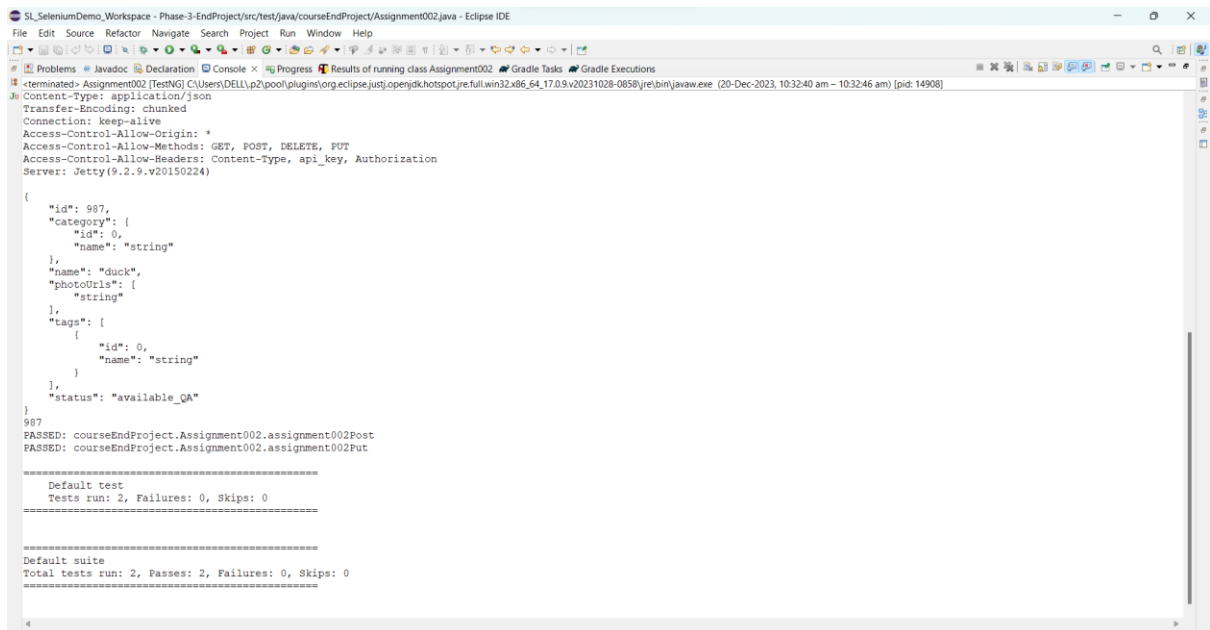 SL_SeleniumDemo_Workspace - Phase-3-EndProject/src/test/java/courseEndProject/Assignment002.java - Eclipse IDE
File Edit Source Refactor Navigate Search Project Run Window Help
Problems Javadoc Declaration Console Progress Results of running class Assignment002 Gradle Tasks Gradle Executions
<terminated> Assignment002 [TestNG] C:\Users\DELL\.p2\pool\plugins\org.eclipse.justj.openjdk.hotspot.jre.full.win32.x86_64_17.0.9.v20231028-0858\jre\bin\javaw.exe (20-Dec-2023, 10:32:40 am – 10:32:46 am) [pid: 14908]
Content-Type: application/json
Transfer-Encoding: chunked
Connection: keep-alive
Access-Control-Allow-Origin: *
Access-Control-Allow-Methods: GET, POST, DELETE, PUT
Access-Control-Allow-Headers: Content-Type, api_key, Authorization
Server: Jetty(9.2.9.v20150224)
{
"id": 987,
"category": {
"id": 0,
"name": "string"
},
"name": "duck",
"photoUrls": [
"string"
],
"tags": [
{
"id": 0,
"name": "string"
}
],
"status": "available_QA"
}
987
PASSED: courseEndProject.Assignment002.assignment002Post
PASSED: courseEndProject.Assignment002.assignment002Put
===============================================
Default test
Tests run: 2, Failures: 0, Skips: 0
===============================================
===============================================
Default suite
Total tests run: 2, Passes: 2, Failures: 0, Skips: 0
===============================================